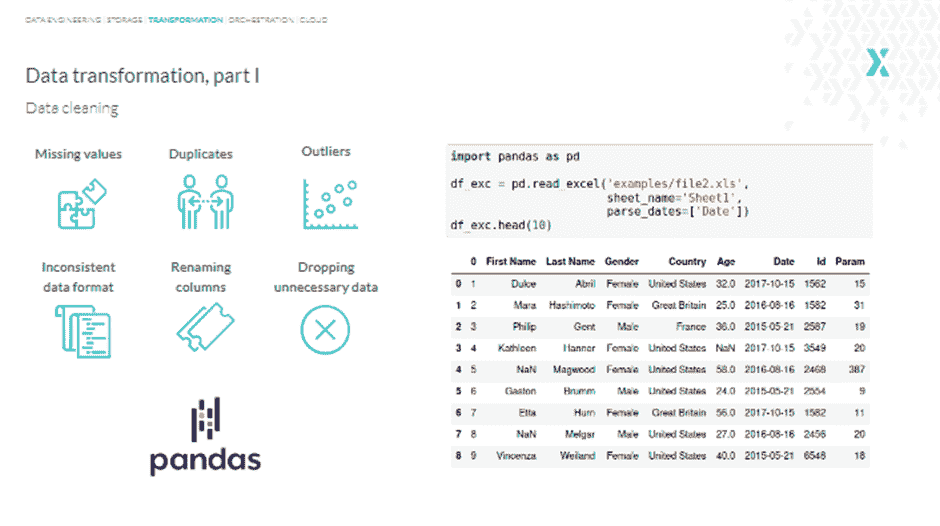 DATA ENGINEERING | STORAGE | TRANSFORMATION | ORCHESTRATION | CLOUD
Data transformation, part I
Data cleaning
Missing values
Duplicates
Outliers
Inconsistent
data format
Renaming
columns
Dropping
unnecessary data
pandas
import pandas as pd
df_exc = pd.read_excel('examples/file2.xls',
sheet_name='Sheet1',
parse_dates=['Date'])
df_exc.head(10)
0 First Name Last Name Gender Country Age Date Id Param
0 1 Dulce Abril Female United States 32.0 2017-10-15 1562 15
1 2 Mara Hashimoto Female Great Britain 25.0 2016-08-16 1582 31
2 3 Philip Gent Male France 36.0 2015-05-21 2587 19
3 4 Kathleen Hanner Female United States NaN 2017-10-15 3549 20
4 5 NaN Magwood Female United States 58.0 2016-08-16 2468 387
5 6 Gaston Brumm Male United States 24.0 2015-05-21 2554 9
6 7 Etta Hurn Female Great Britain 56.0 2017-10-15 1582 11
7 8 NaN Melgar Male United States 27.0 2016-08-16 2456 20
8 9 Vincenza Weiland Female United States 40.0 2015-05-21 6548 18